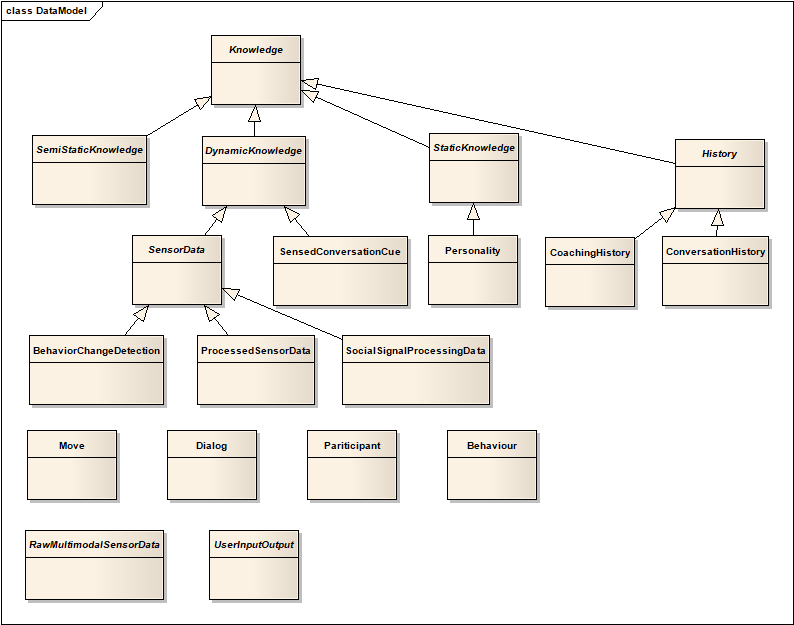 class DataModel
Knowledge
SemiStaticKnowledge
DynamicKnowledge
StaticKnowledge
History
SensorData
SensedConversationCue
Personality
CoachingHistory
ConversationHistory
BehaviorChangeDetection
ProcessedSensorData
SocialSignalProcessingData
Move
Dialog
Pariticipant
Behaviour
RawMultimodalSensorData
UserInputOutput